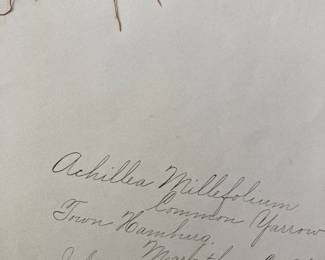 Achillea Millefolium
Common Yarrow
Town Hamburg.